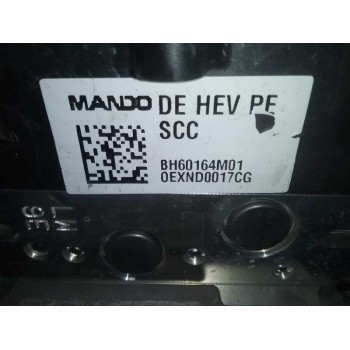 MANDO DE HEV PE
SCC
BH60164M01
0EXND0017CG